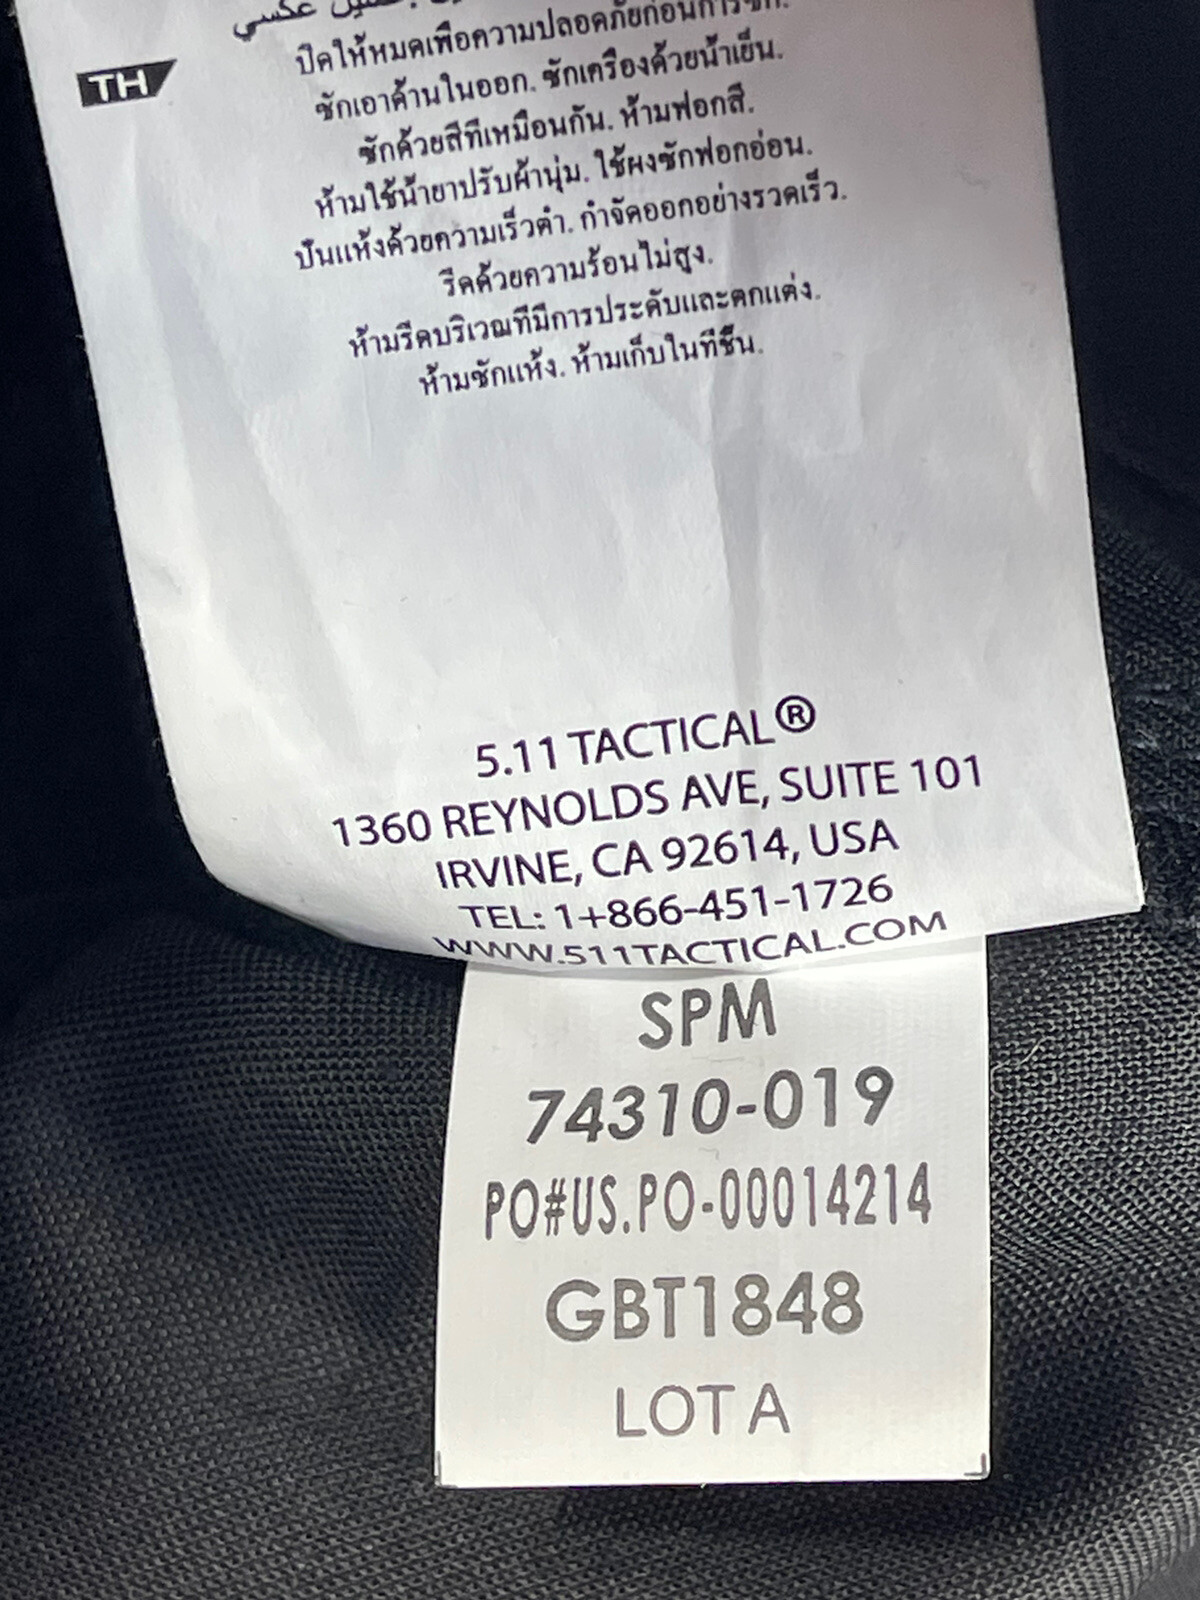 عكسي
TH
ปิดให้หมดเพื่อความปลอดภัยก่อนการซัก.
ซักเอาด้านในออก. ซักเครื่องด้วยน้ำเย็น.
ซักด้วยสีที่เหมือนกัน. ห้ามฟอกสี.
ห้ามใช้น้ำยาปรับผ้านุ่ม. ใช้ผงซักฟอกอ่อน.
ปั่นแห้งด้วยความเร็วต่ำ. กำจัดออกอย่างรวดเร็ว.
รีดด้วยความร้อนไม่สูง.
ห้ามรีดบริเวณที่มีการประดับและตกแต่ง.
ห้ามซักแห้ง. ห้ามเก็บในที่ชื้น.
5.11 TACTICAL®
1360 REYNOLDS AVE, SUITE 101
IRVINE, CA 92614, USA
TEL: 1+866-451-1726
WWW.511TACTICAL.COM
SPM
74310-019
PO#US.PO-00014214
GBT1848
LOT A